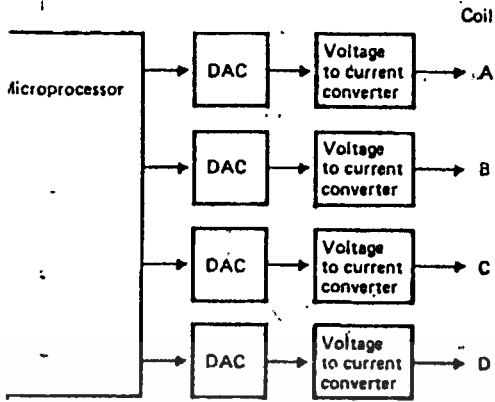 Coil
DAC
Voltage
to current
converter
A
Microprocessor
DAC
Voltage
to current
converter
B
DAC
Voltage
to current
converter
C
DAC
Voltage
to current
converter
D